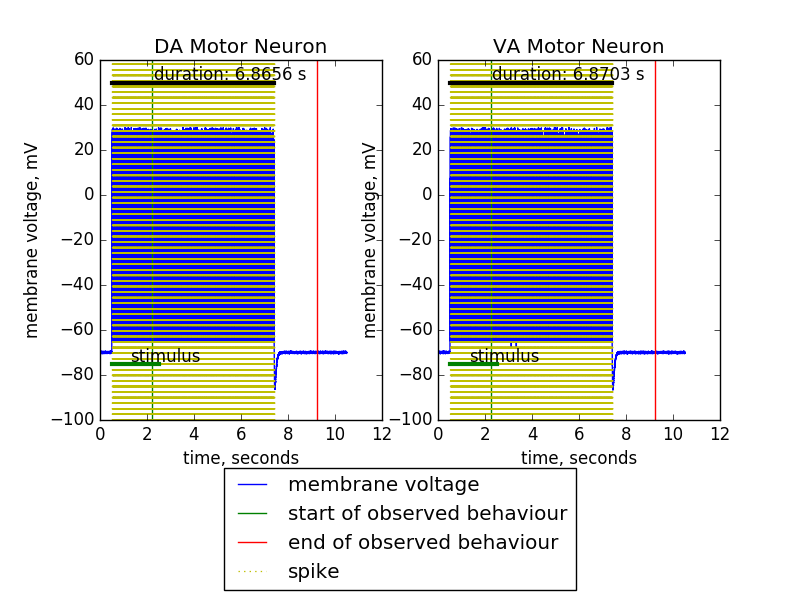 DA Motor Neuron
membrane voltage, mV
60
40
20
0
−20
−40
−60
−80
−100
duration: 6.8656 s
stimulus
0 2 4 6 8 10 12
time, seconds
VA Motor Neuron
membrane voltage, mV
60
40
20
0
−20
−40
−60
−80
−100
duration: 6.8703 s
stimulus
0 2 4 6 8 10 12
time, seconds
membrane voltage
start of observed behaviour
end of observed behaviour
spike